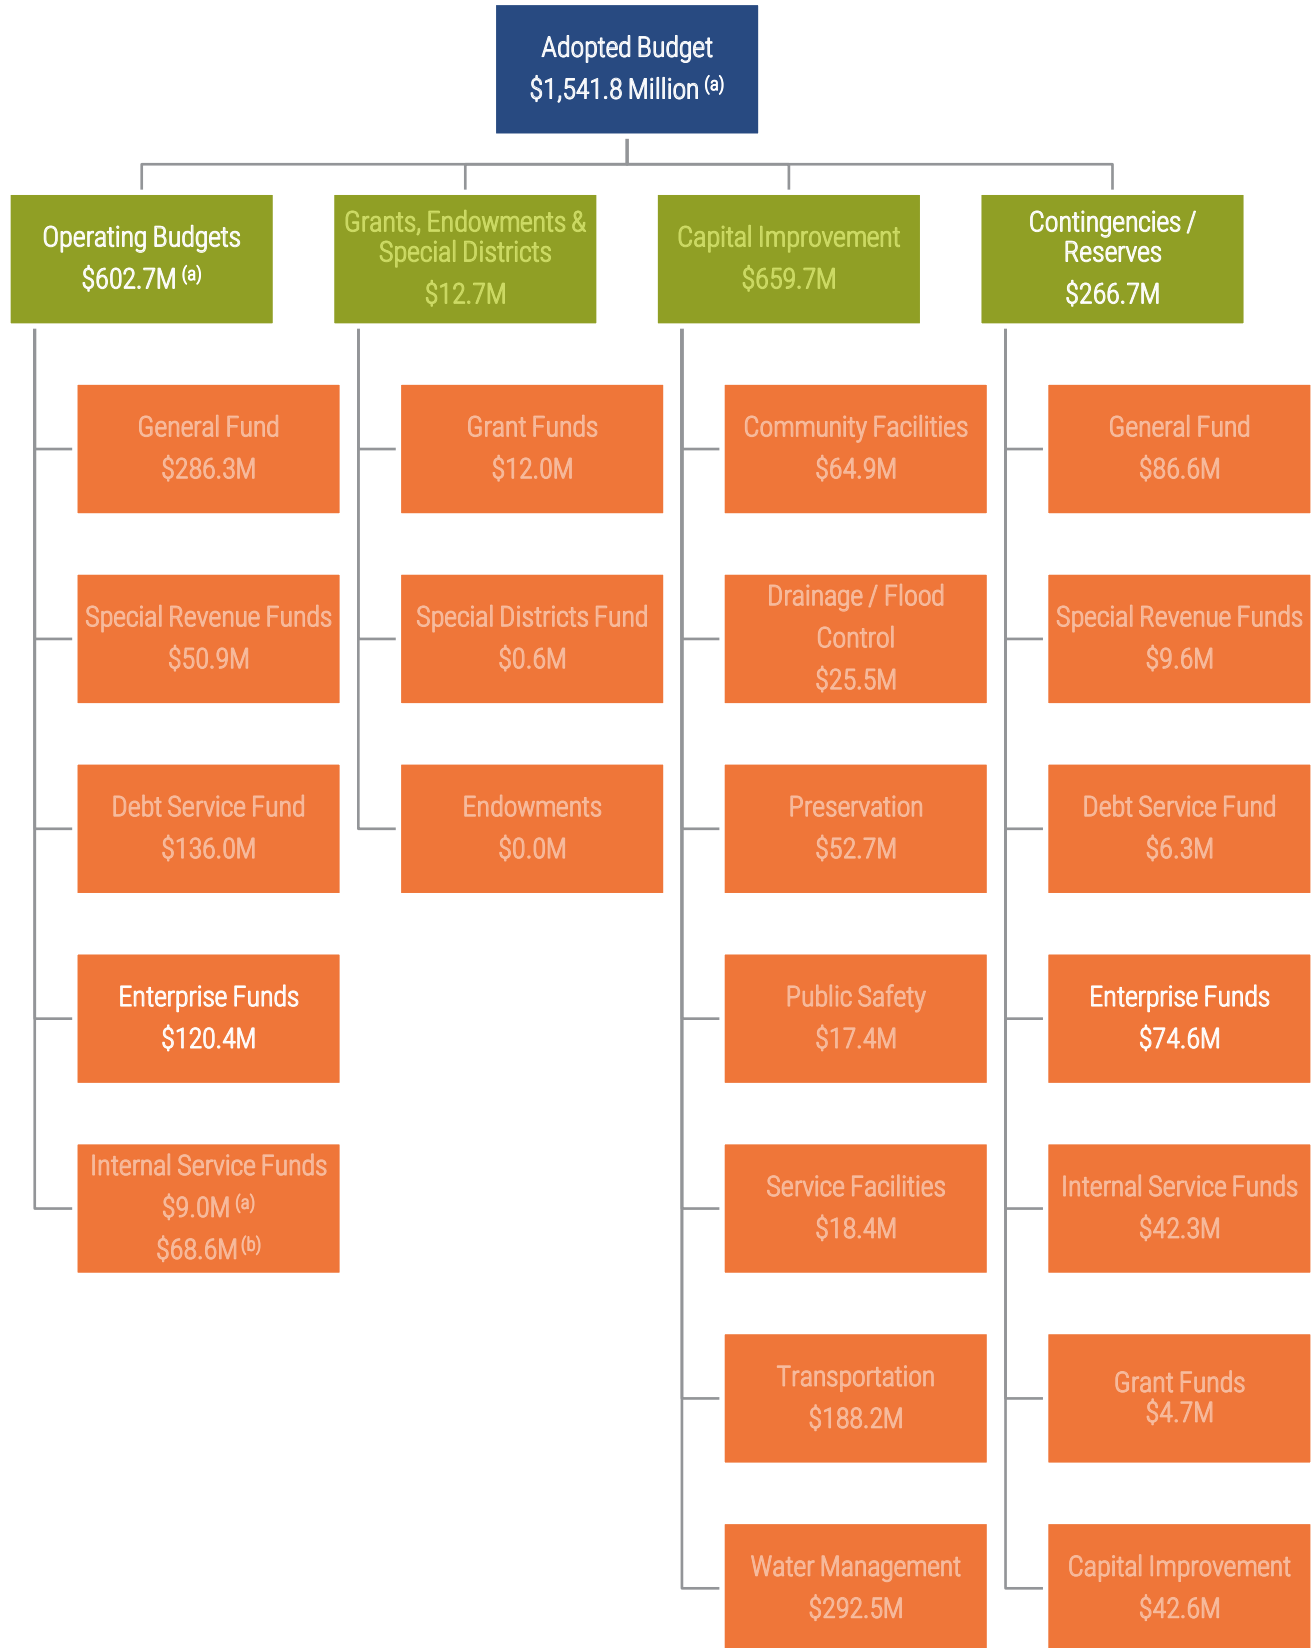 Adopted Budget
$1,541.8 Million (a)
Operating Budgets
$602.7M (a)
Grants, Endowments &
Special Districts
$12.7M
Capital Improvement
$659.7M
Contingencies /
Reserves
$266.7M
General Fund
$286.3M
Special Revenue Funds
$50.9M
Debt Service Fund
$136.0M
Enterprise Funds
$120.4M
Internal Service Funds
$9.0M (a)
$68.6M (b)
Grant Funds
$12.0M
Special Districts Fund
$0.6M
Endowments
$0.0M
Community Facilities
$64.9M
Drainage / Flood
Control
$25.5M
Preservation
$52.7M
Public Safety
$17.4M
Service Facilities
$18.4M
Transportation
$188.2M
Water Management
$292.5M
General Fund
$86.6M
Special Revenue Funds
$9.6M
Debt Service Fund
$6.3M
Enterprise Funds
$74.6M
Internal Service Funds
$42.3M
Grant Funds
$4.7M
Capital Improvement
$42.6M